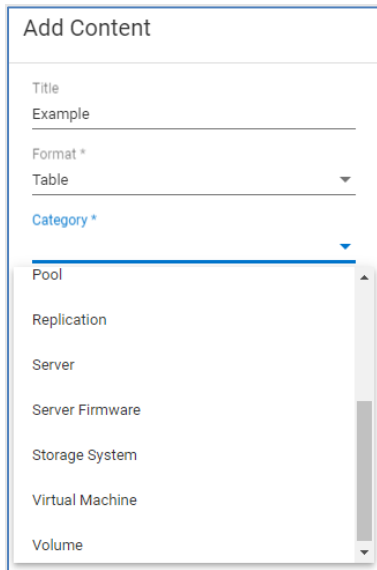 Add Content
Title
Example
Format *
Table
Category *
Pool
Replication
Server
Server Firmware
Storage System
Virtual Machine
Volume